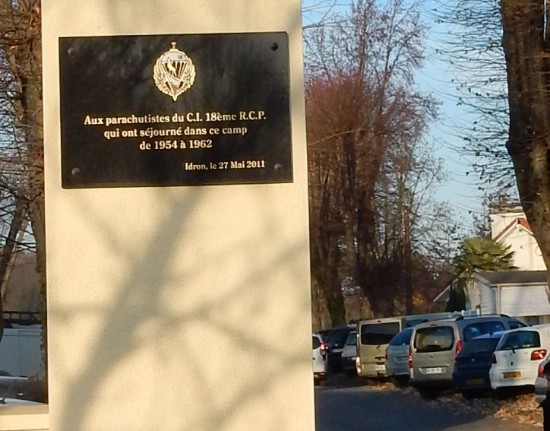 Aux parachutistes du C.I. 18ème R.C.P.
qui ont séjourné dans ce camp
de 1954 à 1962
Idron, le 27 Mai 2011